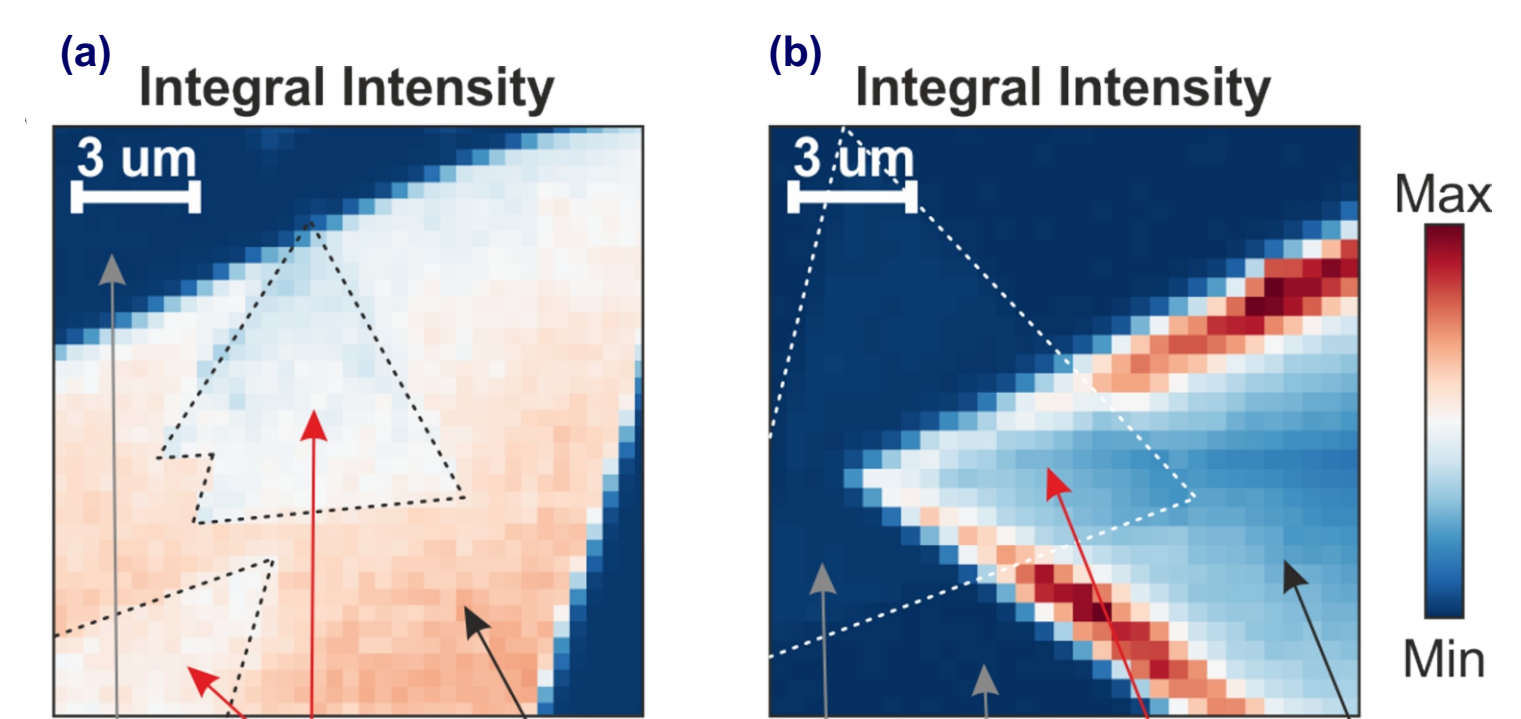 (a)
Integral Intensity
3 um
(b)
Integral Intensity
3 um
Max
Min